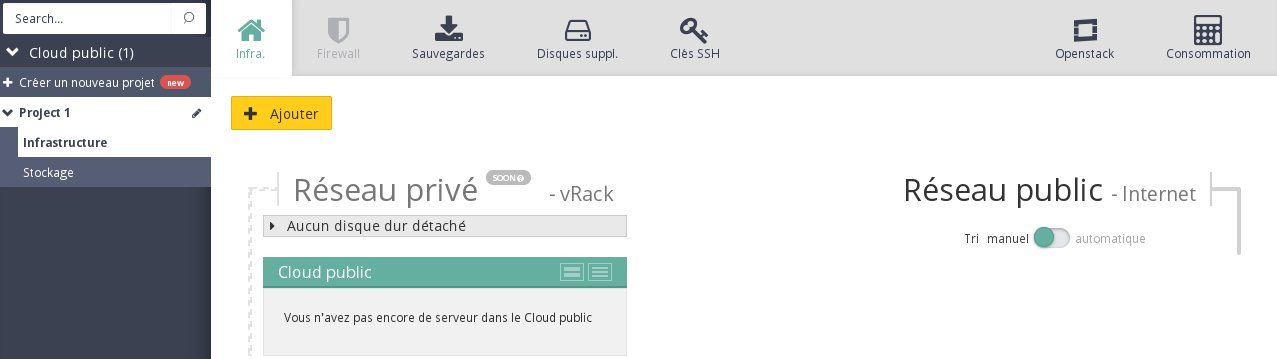 Search...
Cloud public (1)
Créer un nouveau projet new
Project 1
Infrastructure
Stockage
Infra.
Firewall
Sauvegardes
Disques suppl.
Clés SSH
Openstack
Consommation
Ajouter
Réseau privé SOON - vRack
Aucun disque dur détaché
Cloud public
Vous n'avez pas encore de serveur dans le Cloud public
Réseau public - Internet
Tri manuel automatique